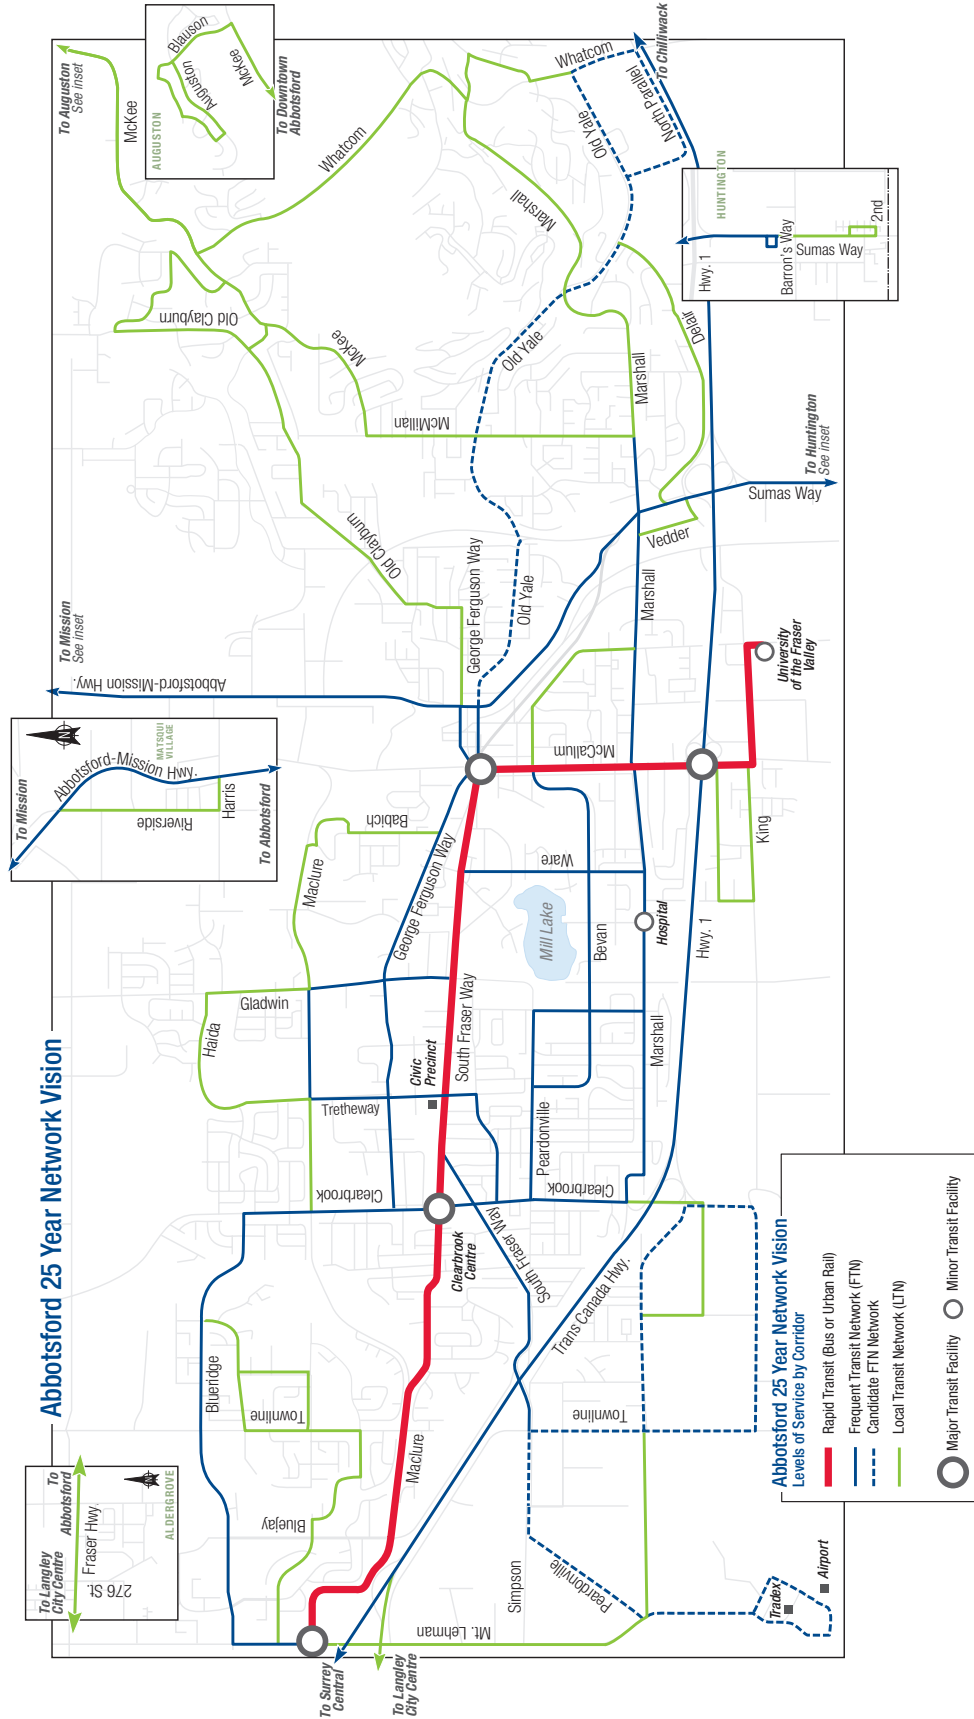 Abbotsford 25 Year Network Vision
To Langley
City Centre
To
Abbotsford
Fraser Hwy.
276 St.
ALDERGROVE
To Mission
Abbotsford-Mission Hwy.
MATSQUI
VILLAGE
Riverside
Harris
To Abbotsford
To Mission
See inset
To Auguston
See inset
Blauson
Auguston
McKee
AUGUSTON
To Downtown
Abbotsford
McKee
Whatcom
Whatcom
Old Yale
North Parallel
To Chilliwack
Marshall
Old Clayburn
McKee
McMillan
Old Yale
Marshall
Delair
Old Clayburn
George Ferguson Way
Old Yale
Marshall
Vedder
Sumas Way
To Huntington
See inset
HUNTINGTON
Hwy. 1
Barron's Way
Sumas Way
2nd
Abbotsford-Mission Hwy.
McCallum
University
of the Fraser
Valley
King
Babich
Maclure
George Ferguson Way
Ware
Mill Lake
Bevan
Hospital
Hwy. 1
Gladwin
Haida
South Fraser Way
Civic
Precinct
Tretheway
Peardonville
Marshall
Clearbrook
Clearbrook
Clearbrook
Centre
South Fraser Way
Trans Canada Hwy.
Blueridge
Townline
Townline
Maclure
Bluejay
Simpson
Peardonville
Mt. Lehman
To Surrey
Central
To Langley
City Centre
Tradex
Airport
Abbotsford 25 Year Network Vision
Levels of Service by Corridor
Rapid Transit (Bus or Urban Rail)
Frequent Transit Network (FTN)
Candidate FTN Network
Local Transit Network (LTN)
Major Transit Facility
Minor Transit Facility
N
N